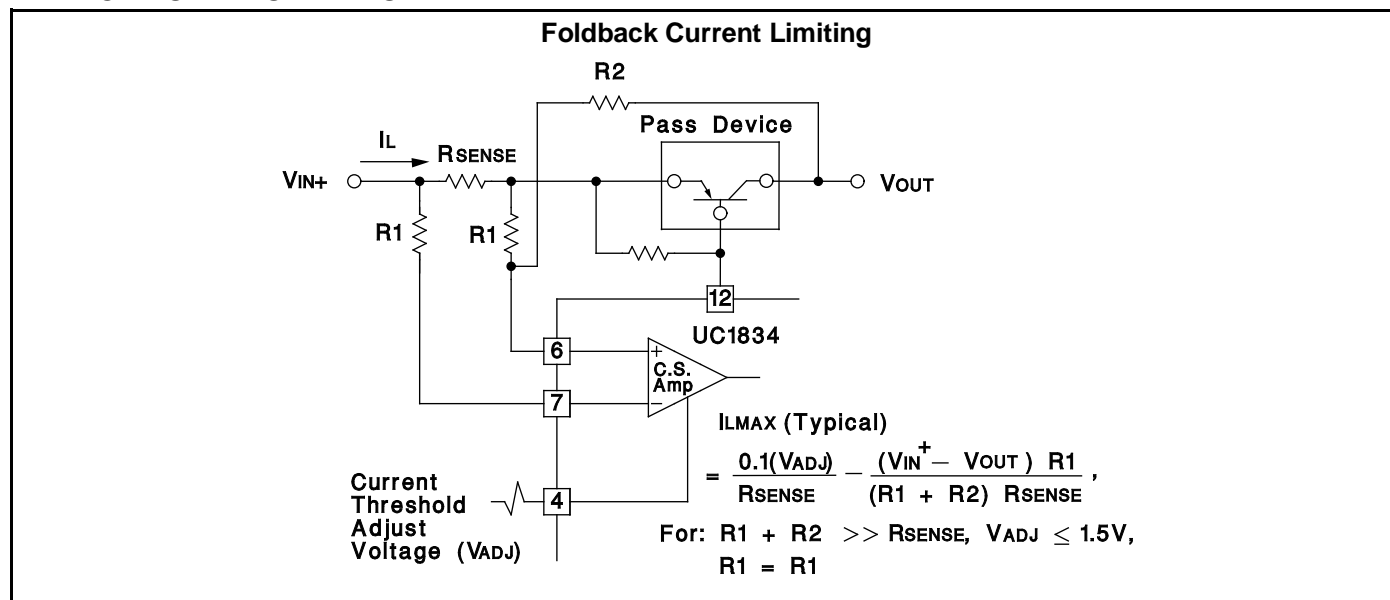 Foldback Current Limiting
R2
Pass Device
IL
RSENSE
VIN+
VOUT
R1
R1
12
UC1834
6
+
C.S.
Amp
7
−
ILMAX (Typical)
= 0.1(VADJ) / RSENSE − (VIN+ − VOUT) R1 / (R1 + R2) RSENSE ,
Current
Threshold
Adjust
Voltage (VADJ)
4
For: R1 + R2 >> RSENSE, VADJ ≤ 1.5V,
R1 = R1